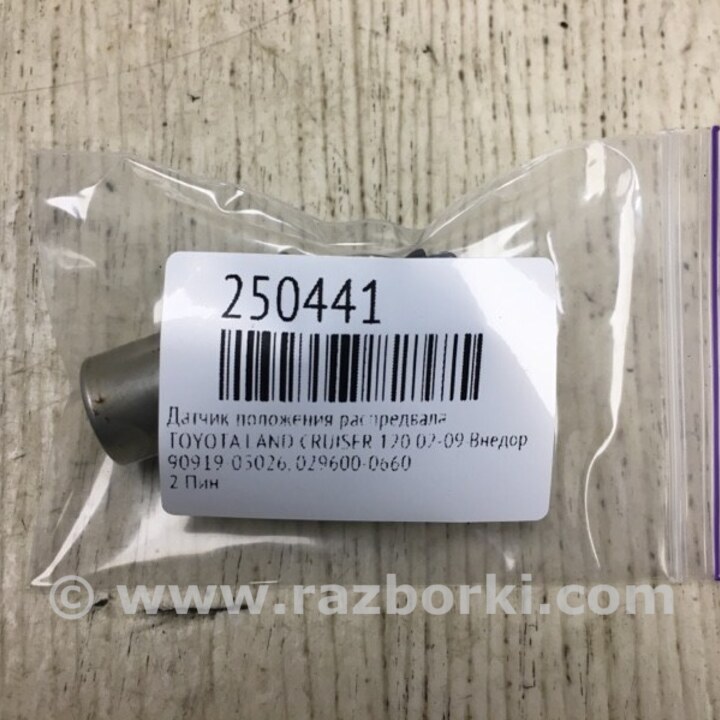 250441
Датчик положения распредвала
TOYOTA LAND CRUISER 120 02-09 Внедор
90919-05026, 029600-0660
2 Пин
© www.razborki.com